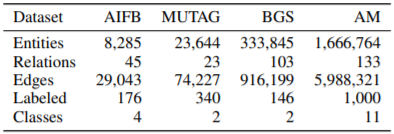 Dataset AIFB MUTAG BGS AM
Entities 8,285 23,644 333,845 1,666,764
Relations 45 23 103 133
Edges 29,043 74,227 916,199 5,988,321
Labeled 176 340 146 1,000
Classes 4 2 2 11